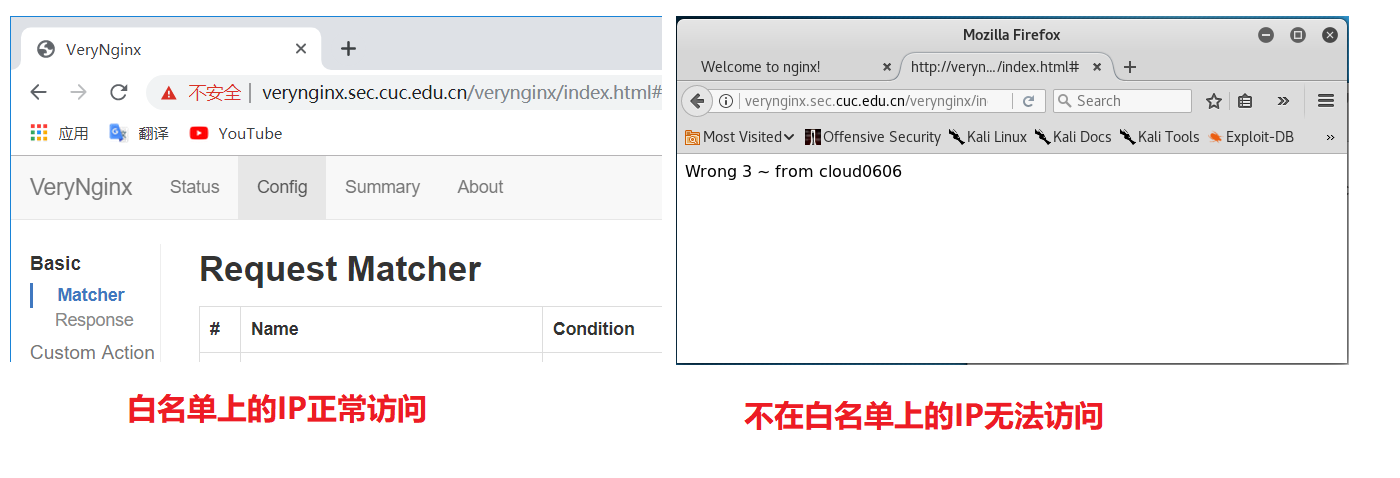 VeryNginx
不安全 | verynginx.sec.cuc.edu.cn/verynginx/index.html#
应用 翻译 YouTube
VeryNginx Status Config Summary About
Basic
Matcher
Response
Custom Action
Request Matcher
# Name Condition
白名单上的IP正常访问
Mozilla Firefox
Welcome to nginx! http://veryn.../index.html#
verynginx.sec.cuc.edu.cn/verynginx/in Search
Most Visited Offensive Security Kali Linux Kali Docs Kali Tools Exploit-DB »
Wrong 3 ~ from cloud0606
不在白名单上的IP无法访问